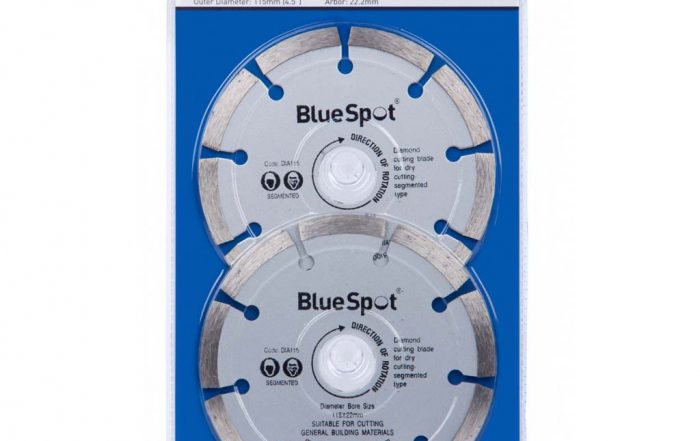 Outer Diameter: 115mm (4.5")
Arbor: 22.2mm
BlueSpot®
DIRECTION OF ROTATION
Code: DIA115
SEGMENTED
Diamond
cutting blade
for dry
cutting-
segmented
type
BlueSpot®
DIRECTION OF ROTATION
Code: DIA115
SEGMENTED
Diamond
cutting blade
for dry
cutting-
segmented
type
Diameter Bore Size
115x22mm
SUITABLE FOR CUTTING
GENERAL BUILDING MATERIALS